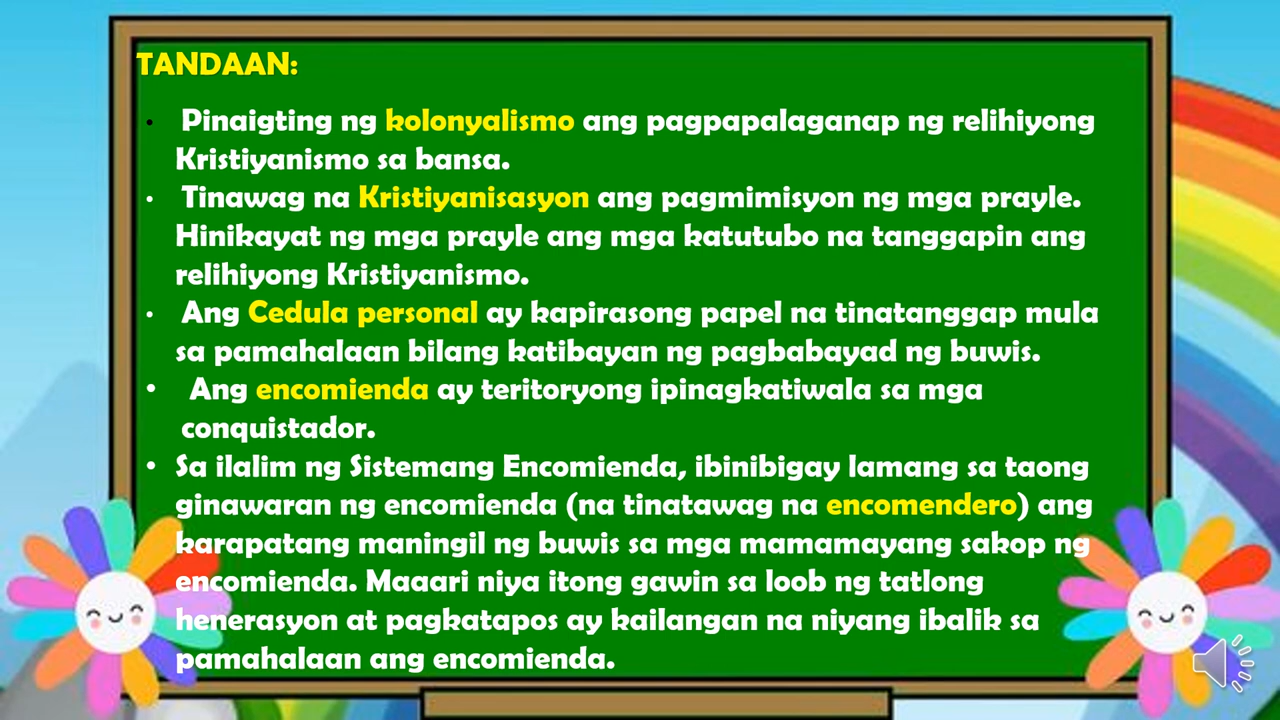 TANDAAN:
• Pinaigting ng kolonyalismo ang pagpapalaganap ng relihiyong
Kristiyanismo sa bansa.
• Tinawag na Kristiyanisasyon ang pagmimisyon ng mga prayle.
Hinikayat ng mga prayle ang mga katutubo na tanggapin ang
relihiyong Kristiyanismo.
• Ang Cedula personal ay kapirasong papel na tinatanggap mula
sa pamahalaan bilang katibayan ng pagbabayad ng buwis.
• Ang encomienda ay teritoryong ipinagkatiwala sa mga
conquistador.
• Sa ilalim ng Sistemang Encomienda, ibinibigay lamang sa taong
ginawaran ng encomienda (na tinatawag na encomendero) ang
karapatang maningil ng buwis sa mga mamamayang sakop ng
encomienda. Maaari niya itong gawin sa loob ng tatlong
henerasyon at pagkatapos ay kailangan na niyang ibalik sa
pamahalaan ang encomienda.